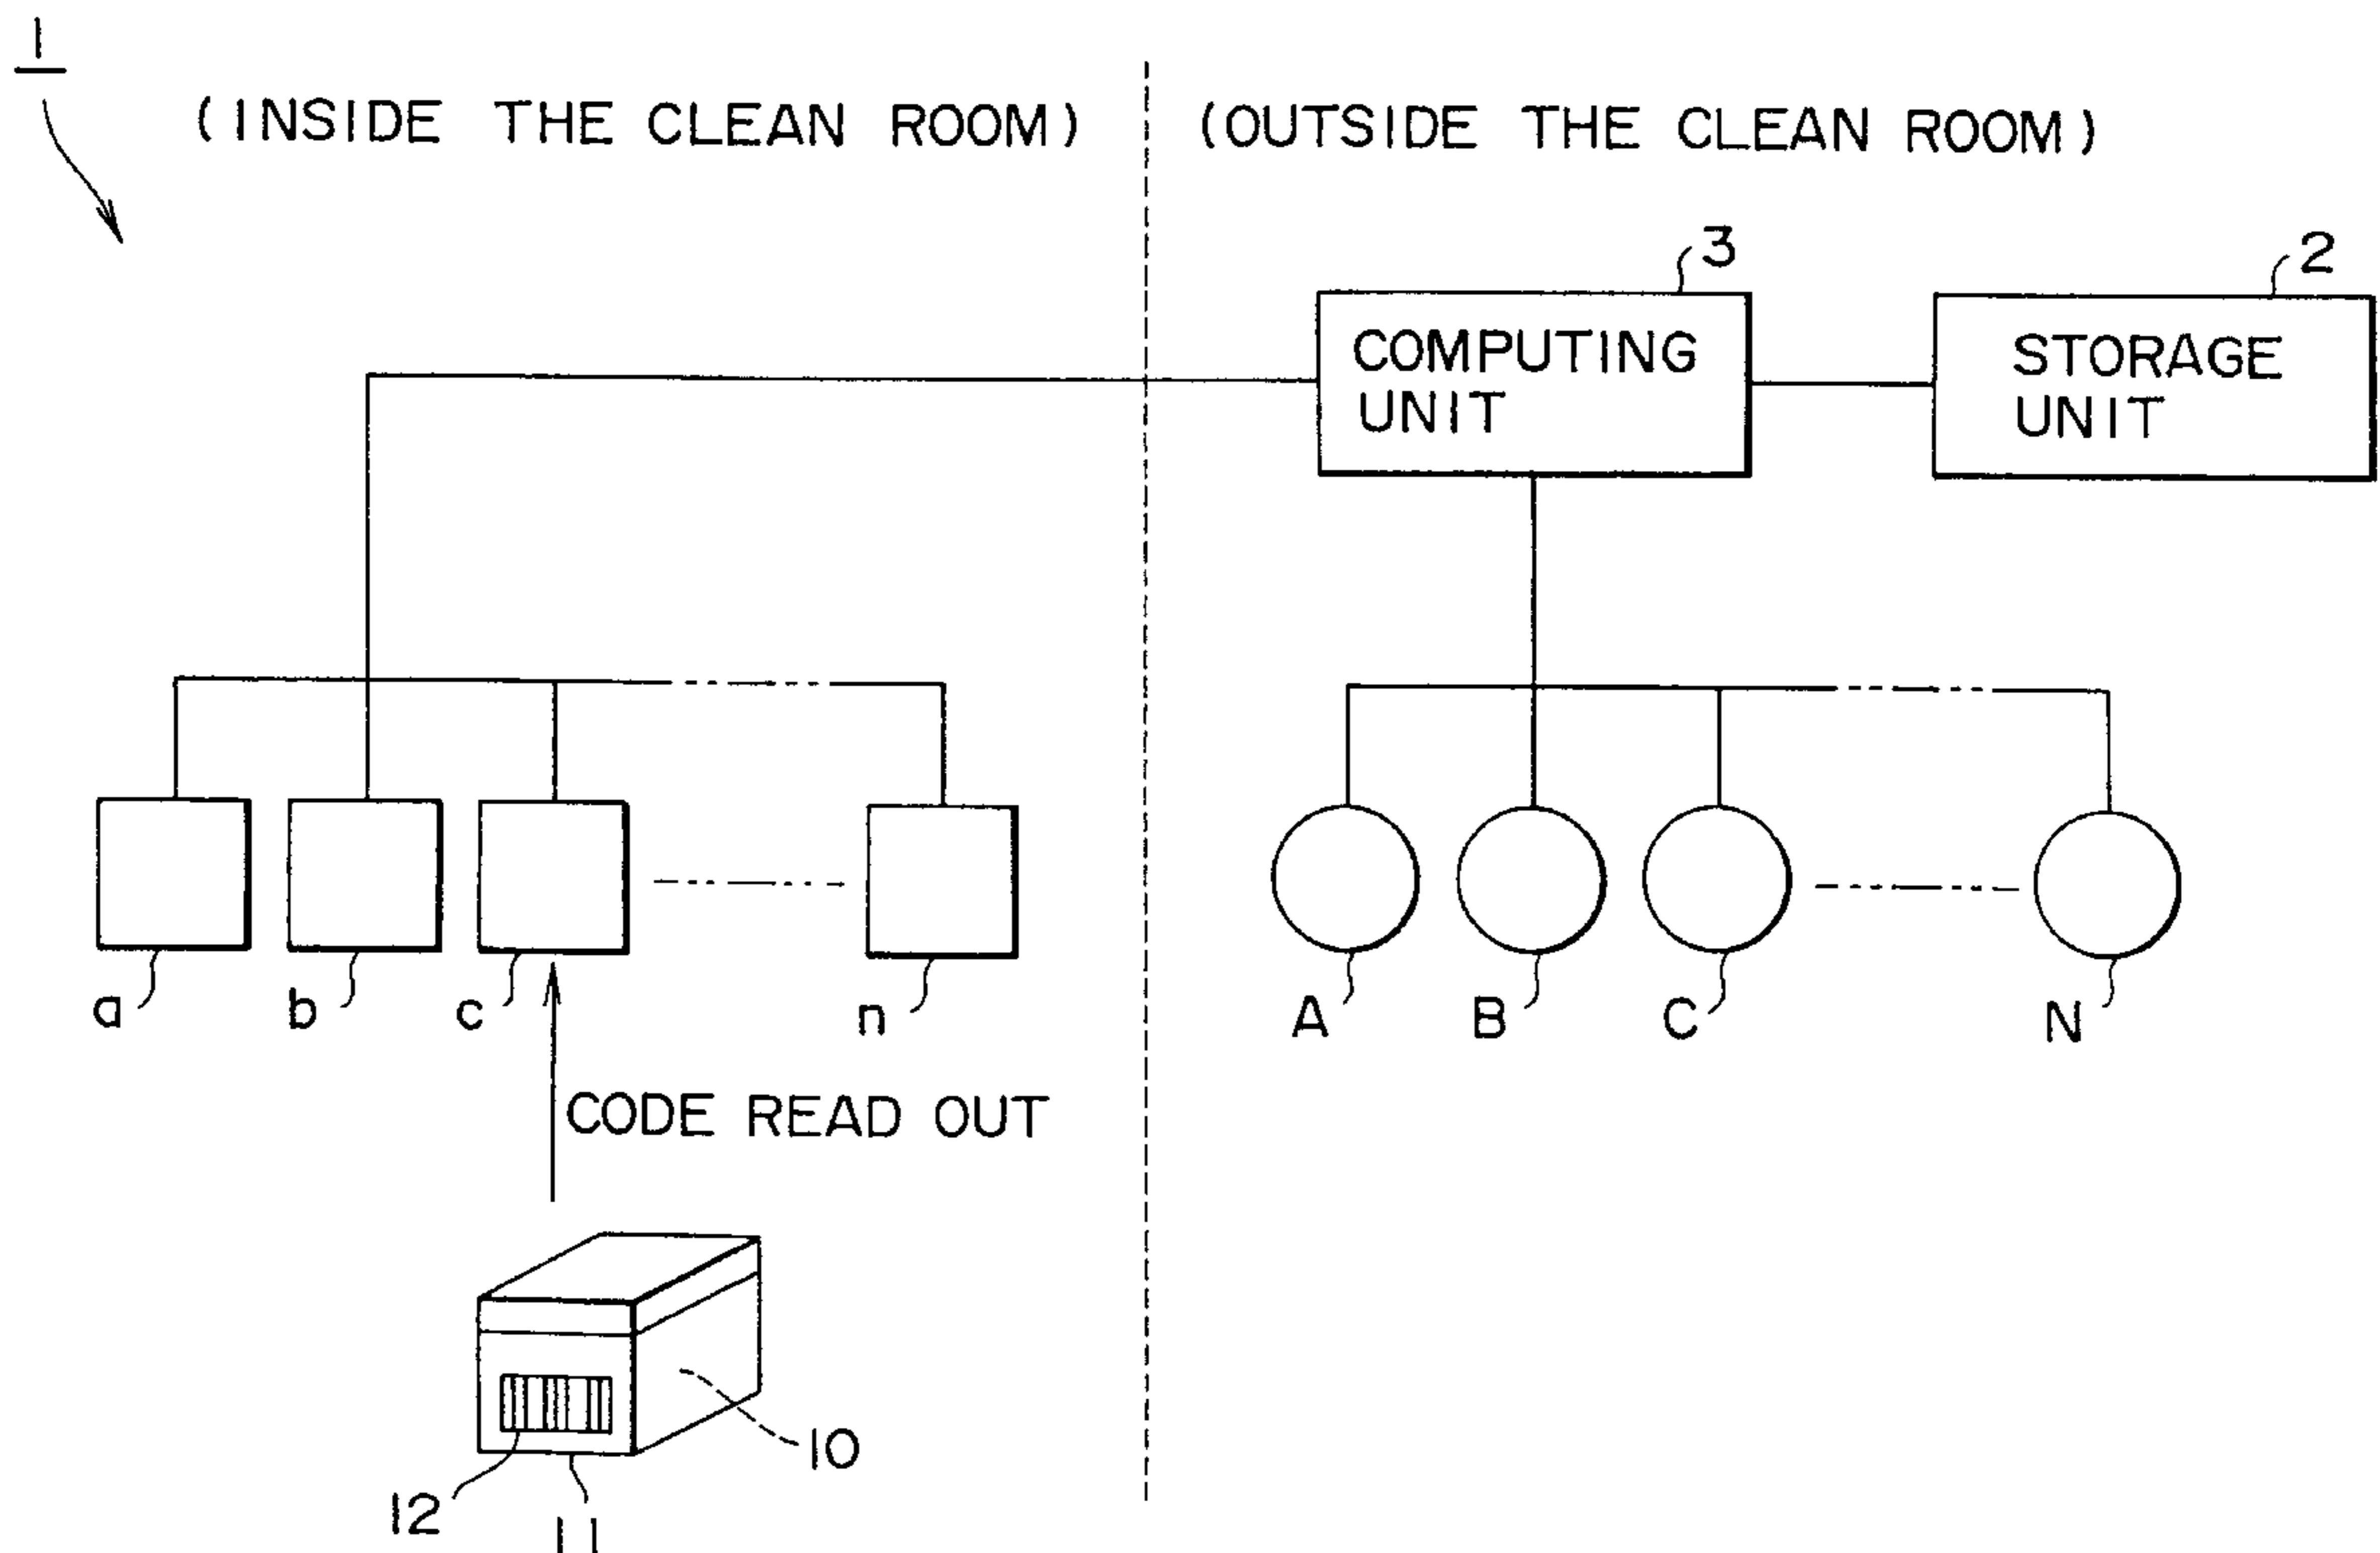 1
(INSIDE THE CLEAN ROOM)
(OUTSIDE THE CLEAN ROOM)
3
2
COMPUTING
UNIT
STORAGE
UNIT
a
b
c
n
A
B
C
N
CODE READ OUT
10
12
11